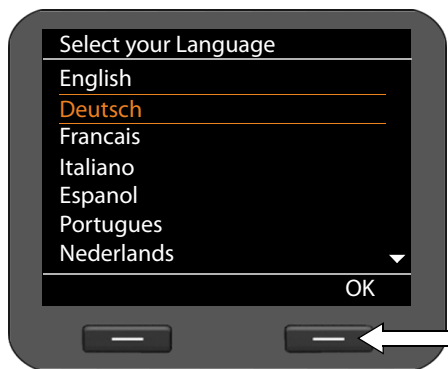 Select your Language
English
Deutsch
Francais
Italiano
Espanol
Portugues
Nederlands
OK